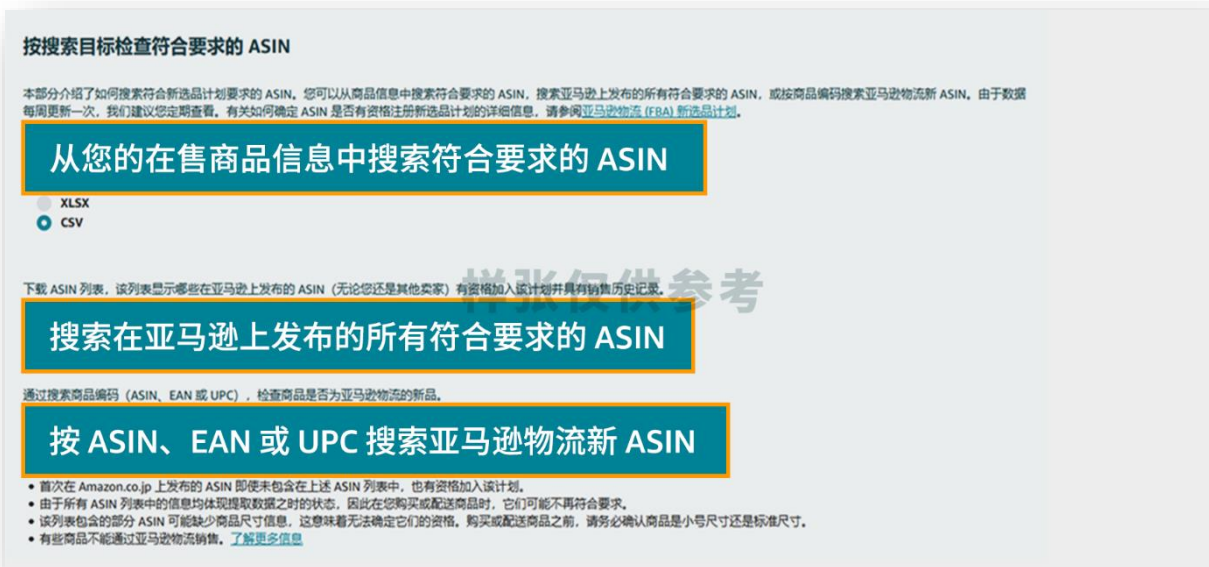 按搜索目标检查符合要求的 ASIN
本部分介绍了如何搜索符合新选品计划要求的 ASIN。您可以从商品信息中搜索符合要求的 ASIN，搜索亚马逊上发布的所有符合要求的 ASIN，或按商品编码搜索亚马逊物流新 ASIN。由于数据
每周更新一次，我们建议您定期查看。有关如何确定 ASIN 是否有资格注册新选品计划的详细信息，请参阅亚马逊物流 (FBA) 新选品计划。
从您的在售商品信息中搜索符合要求的 ASIN
XLSX
CSV
样张仅供参考
下载 ASIN 列表，该列表显示哪些在亚马逊上发布的 ASIN（无论您还是其他卖家）有资格加入该计划并具有销售历史记录。
搜索在亚马逊上发布的所有符合要求的 ASIN
通过搜索商品编码（ASIN、EAN 或 UPC），检查商品是否为亚马逊物流的新品。
按 ASIN、EAN 或 UPC 搜索亚马逊物流新 ASIN
• 首次在 Amazon.co.jp 上发布的 ASIN 即使未包含在上述 ASIN 列表中，也有资格加入该计划。
• 由于所有 ASIN 列表中的信息均体现提取数据之时的状态，因此在您购买或配送商品时，它们可能不再符合要求。
• 该列表包含的部分 ASIN 可能缺少商品尺寸信息，这意味着无法确定它们的资格。购买或配送商品之前，请务必确认商品是小号尺寸还是标准尺寸。
• 有些商品不能通过亚马逊物流销售。了解更多信息